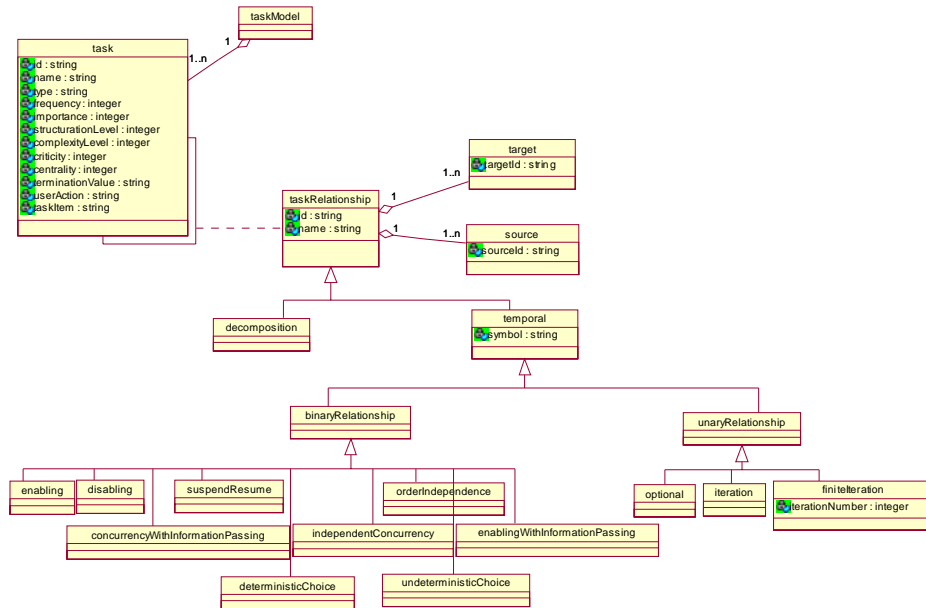 taskModel
1
1..n
task
id : string
name : string
type : string
frequency : integer
importance : integer
structurationLevel : integer
complexityLevel : integer
criticity : integer
centrality : integer
terminationValue : string
userAction : string
taskItem : string
target
targetId : string
1..n
1
taskRelationship
id : string
name : string
1
1..n
source
sourceId : string
decomposition
temporal
symbol : string
binaryRelationship
unaryRelationship
enabling
disabling
suspendResume
orderIndependence
optional
iteration
finiteIteration
iterationNumber : integer
concurrencyWithInformationPassing
independentConcurrency
enablingWithInformationPassing
deterministicChoice
undeterministicChoice